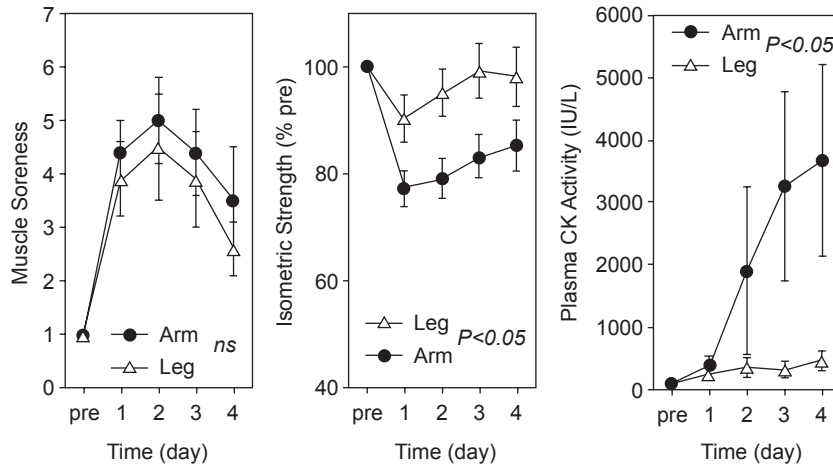 Muscle Soreness
7
6
5
4
3
2
1
0
Arm
Leg
ns
pre 1 2 3 4
Time (day)
Isometric Strength (% pre)
100
80
60
40
Leg
Arm
P<0.05
pre 1 2 3 4
Time (day)
Plasma CK Activity (IU/L)
6000
5000
4000
3000
2000
1000
0
Arm
Leg
P<0.05
pre 1 2 3 4
Time (day)